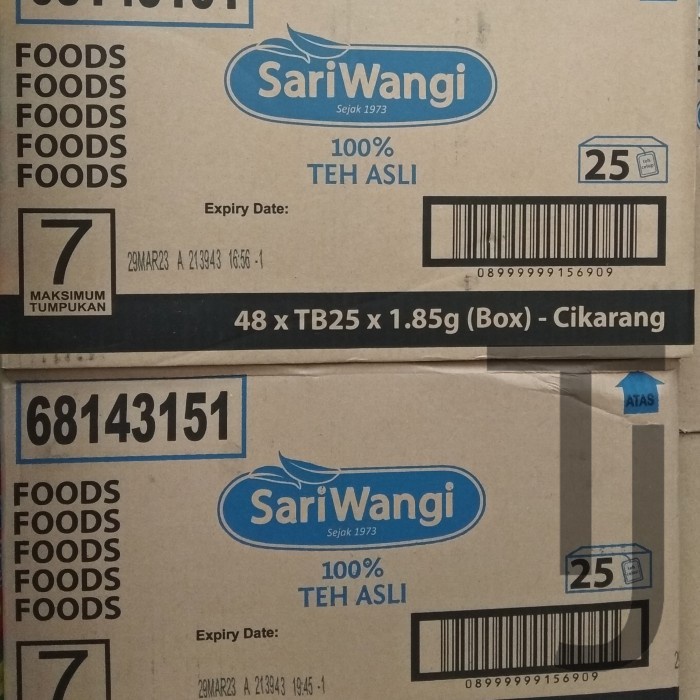 68143151
FOODS
FOODS
FOODS
FOODS
FOODS
SariWangi
Sejak 1973
100%
TEH ASLI
25
Expiry Date:
7
MAKSIMUM
TUMPUKAN
29MAR23 A 213943 16:56 -1
08999999156909
48 x TB25 x 1.85g (Box) - Cikarang
68143151
ATAS
FOODS
FOODS
FOODS
FOODS
FOODS
SariWangi
Sejak 1973
100%
TEH ASLI
25
Expiry Date:
7
29MAR23 A 213943 19:45 -1
08999999156909
TJ